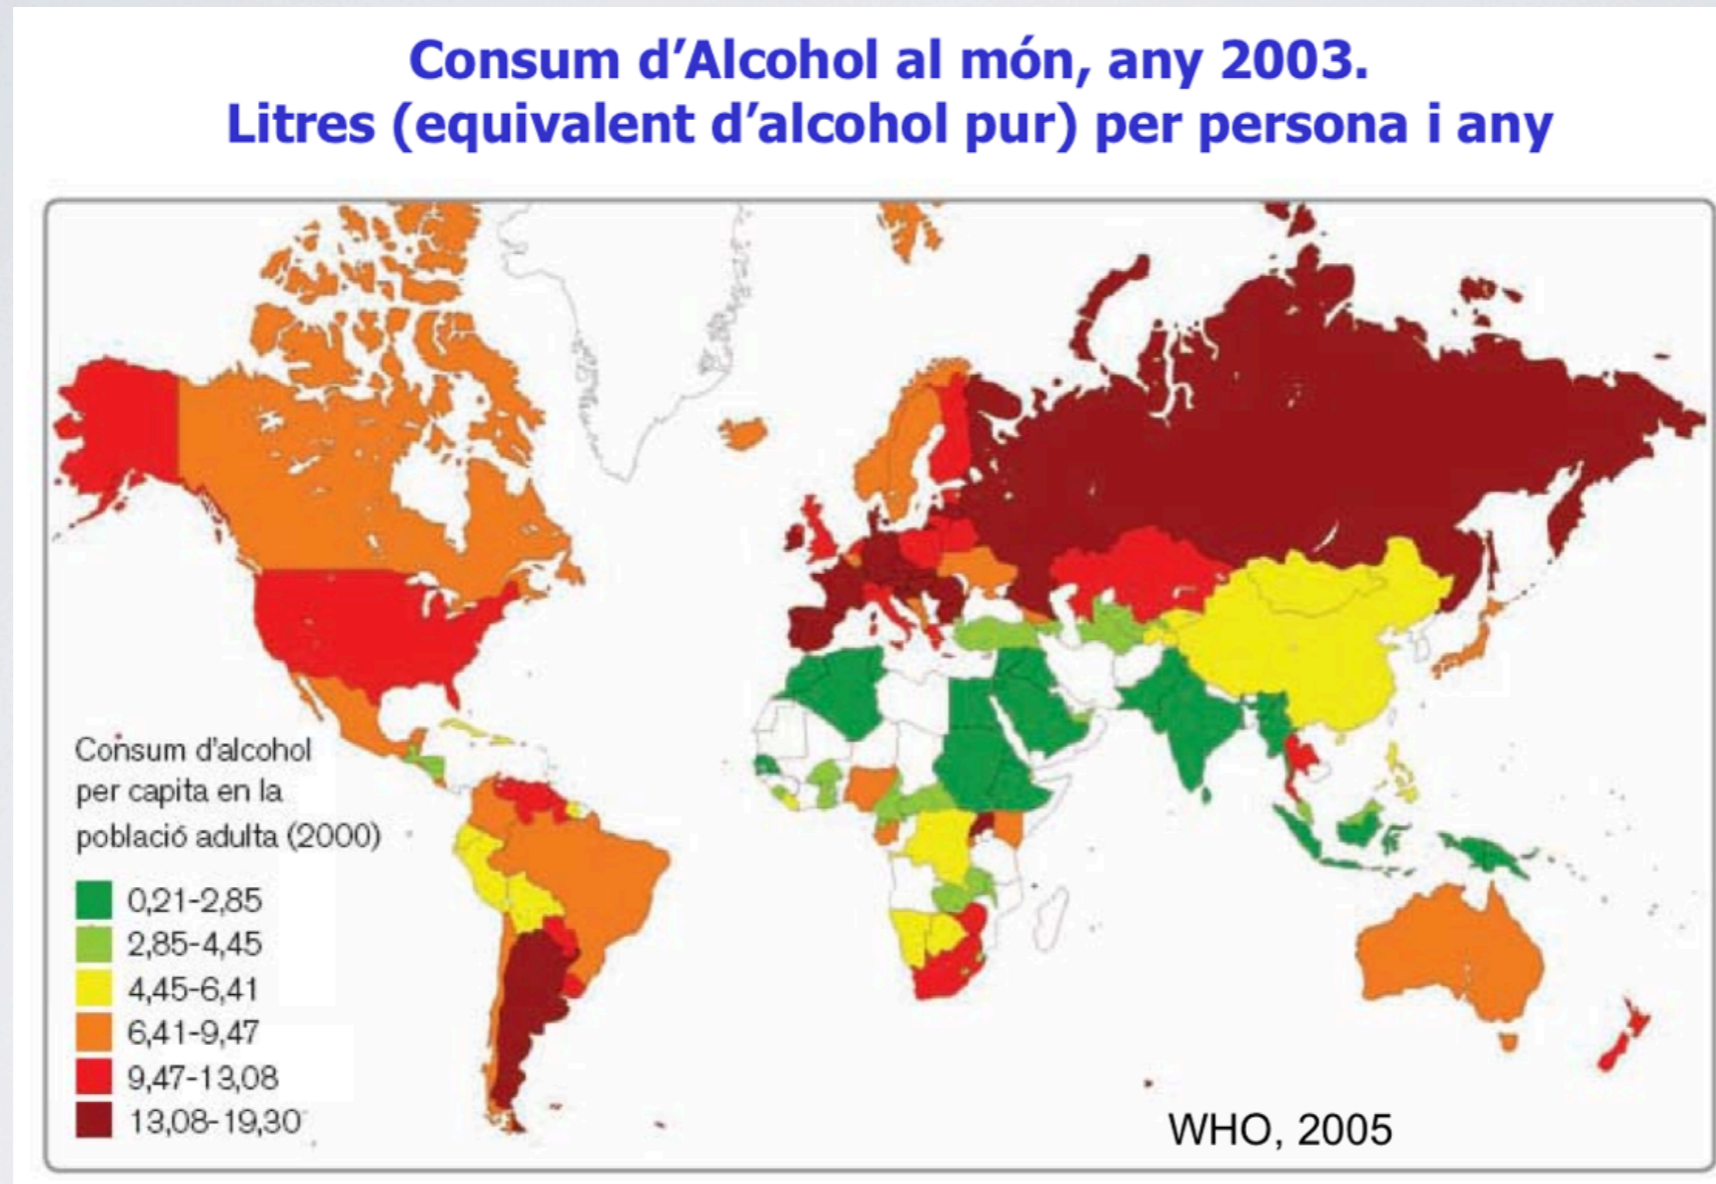 Consum d'Alcohol al món, any 2003.
Litres (equivalent d'alcohol pur) per persona i any
Consum d'alcohol
per capita en la
població adulta (2000)
0,21-2,85
2,85-4,45
4,45-6,41
6,41-9,47
9,47-13,08
13,08-19,30
WHO, 2005